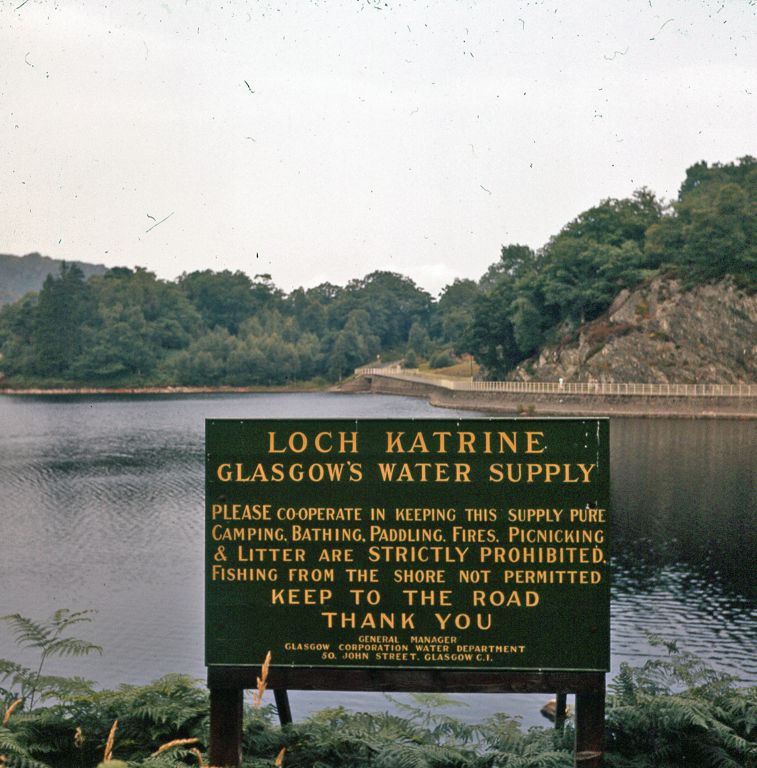 LOCH KATRINE
GLASGOW'S WATER SUPPLY
PLEASE CO-OPERATE IN KEEPING THIS SUPPLY PURE
CAMPING, BATHING, PADDLING. FIRES. PICNICKING
& LITTER ARE STRICTLY PROHIBITED.
FISHING FROM THE SHORE NOT PERMITTED
KEEP TO THE ROAD
THANK YOU
GENERAL MANAGER
GLASGOW CORPORATION WATER DEPARTMENT
50. JOHN STREET. GLASGOW C.1.